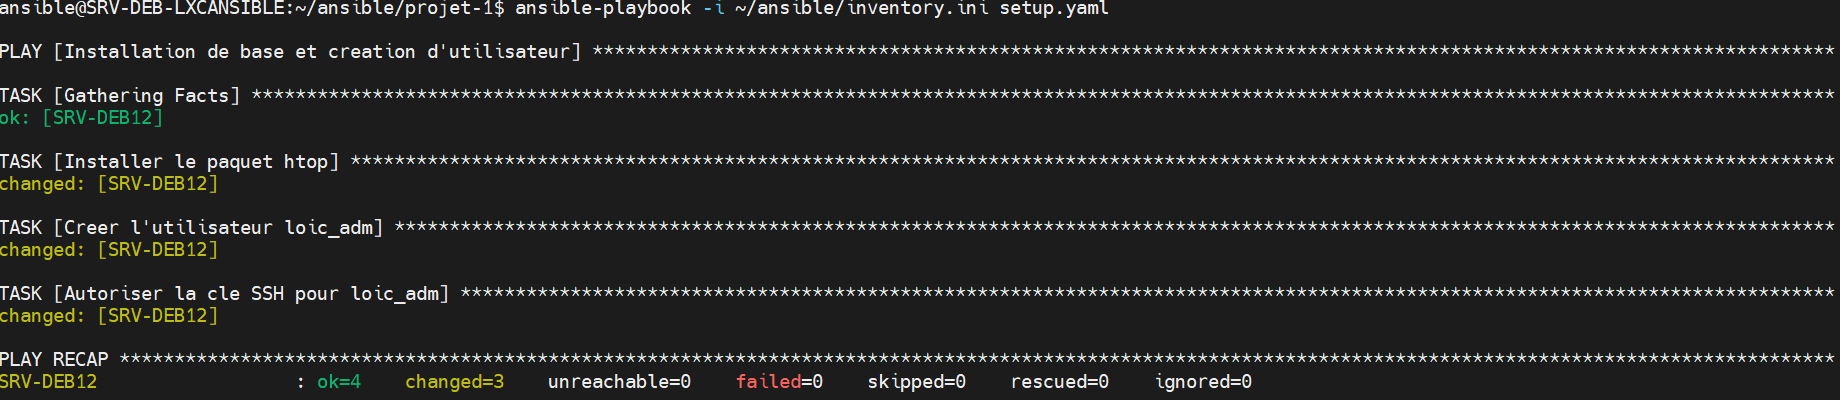 ansible@SRV-DEB-LXCANSIBLE:~/ansible/projet-1$ ansible-playbook -i ~/ansible/inventory.ini setup.yaml
PLAY [Installation de base et creation d'utilisateur] *****************************************************************************************************************
TASK [Gathering Facts] ************************************************************************************************************************************************
ok: [SRV-DEB12]
TASK [Installer le paquet htop] ***************************************************************************************************************************************
changed: [SRV-DEB12]
TASK [Creer l'utilisateur loic_adm] ***********************************************************************************************************************************
changed: [SRV-DEB12]
TASK [Autoriser la cle SSH pour loic_adm] *****************************************************************************************************************************
changed: [SRV-DEB12]
PLAY RECAP ************************************************************************************************************************************************************
SRV-DEB12                  : ok=4    changed=3    unreachable=0    failed=0    skipped=0    rescued=0    ignored=0